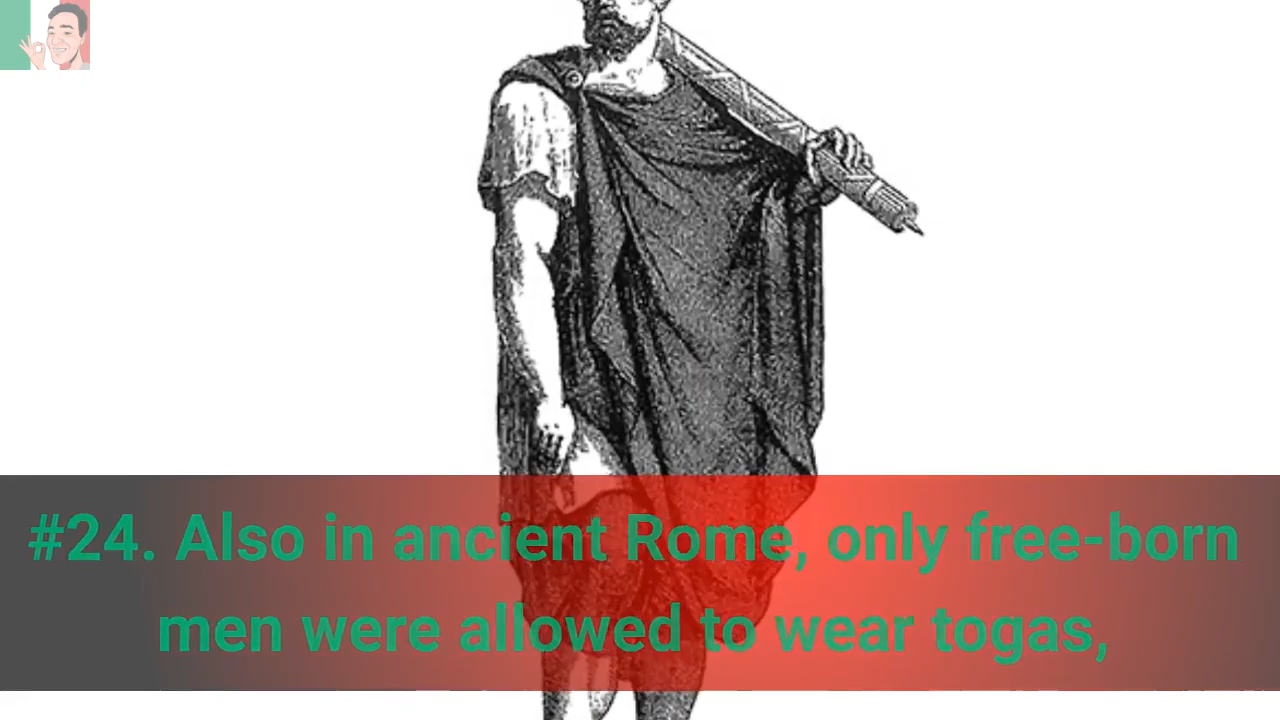 #24. Also in ancient Rome, only free-born
men were allowed to wear togas,